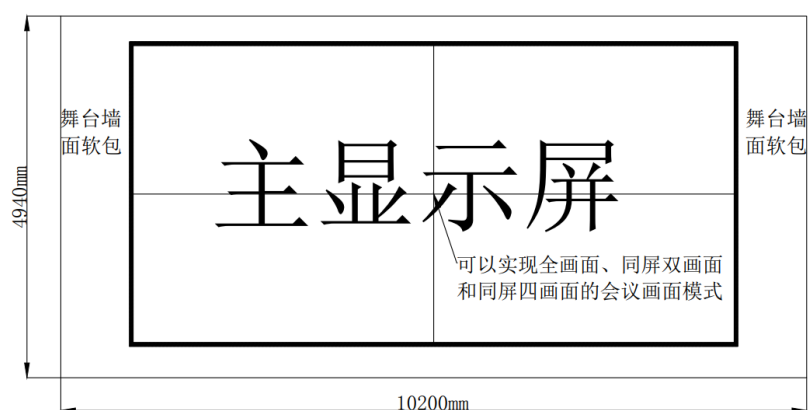 舞台墙
面软包
舞台墙
面软包
主显示屏
4940mm
可以实现全画面、同屏双画面
和同屏四画面的会议画面模式
10200mm